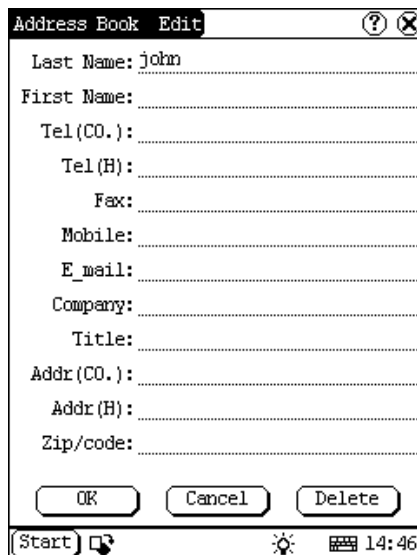 Address Book Edit ?
Last Name: john
First Name:
Tel(CO.):
Tel(H):
Fax:
Mobile:
E_mail:
Company:
Title:
Addr(CO.):
Addr(H):
Zip/code:
OK Cancel Delete
Start 14:46